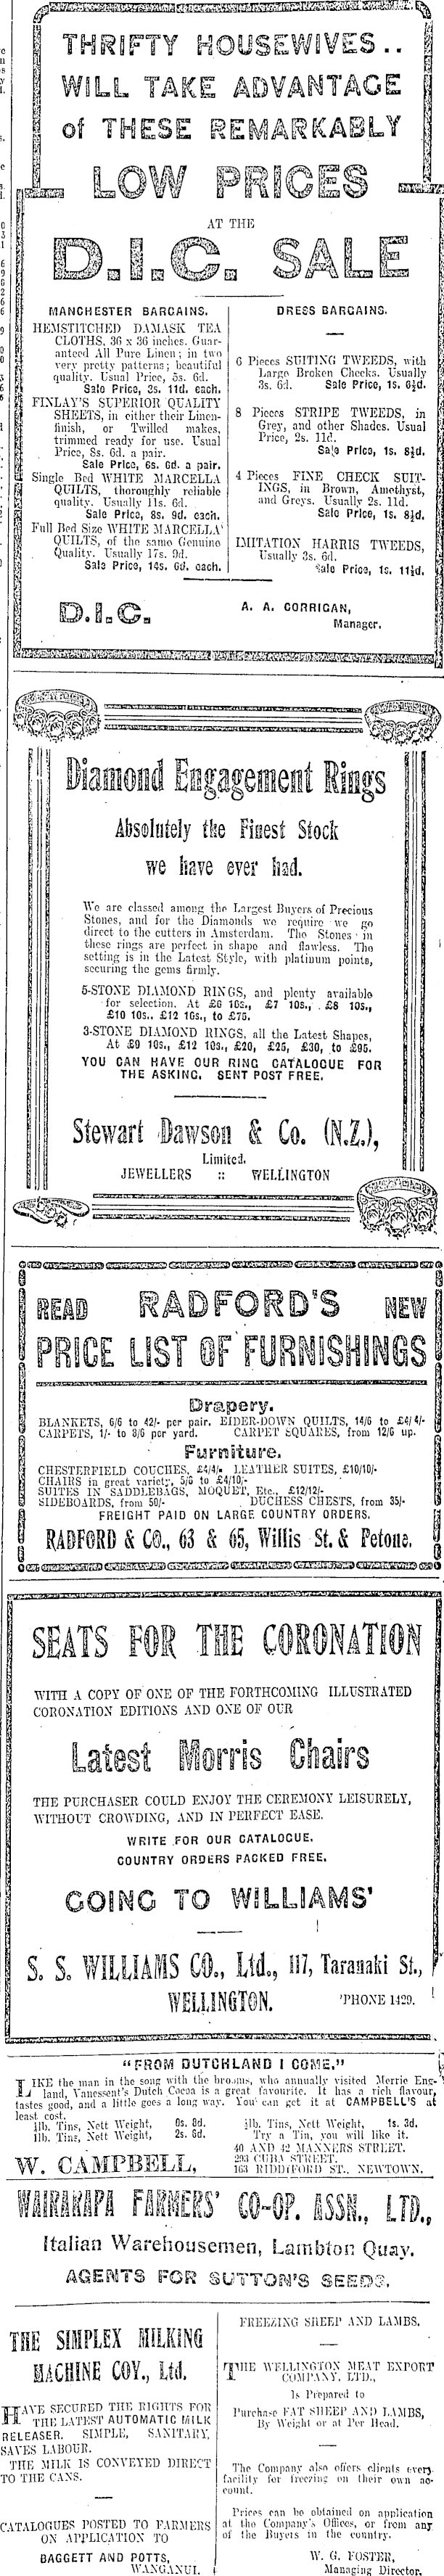 THRIFTY HOUSEWIVES..
WILL TAKE ADVANTAGE
of THESE REMARKABLY
LOW PRICES
AT THE
D.I.C. SALE
MANCHESTER BARGAINS.
HEMSTITCHED DAMASK TEA
CLOTHS, 36 x 36 inches. Guar-
anteed All Pure Linen; in two
very pretty patterns; beautiful
quality. Usual Price, 5s. 6d.
Sale Price, 3s. 11d. each.
FINLAY'S SUPERIOR QUALITY
SHEETS, in either their Linen-
finish, or Twilled makes,
trimmed ready for use. Usual
Price, 8s. 6d. a pair.
Sale Price, 6s. 6d. a pair.
Single Bed WHITE MARCELLA
QUILTS, thoroughly reliable
quality. Usually 11s. 6d.
Sale Price, 8s. 9d. each.
Full Bed Size WHITE MARCELLA
QUILTS, of the same Genuine
Quality. Usually 17s. 9d.
Sale Price, 14s. 6d. each.
DRESS BARGAINS.
6 Pieces SUITING TWEEDS, with
Large Broken Checks. Usually
3s. 6d. Sale Price, 1s. 6½d.
8 Pieces STRIPE TWEEDS, in
Grey, and other Shades. Usual
Price, 2s. 11d.
Sale Price, 1s. 8½d.
4 Pieces FINE CHECK SUIT-
INGS, in Brown, Amethyst,
and Greys. Usually 2s. 11d.
Sale Price, 1s. 8½d.
IMITATION HARRIS TWEEDS,
Usually 3s. 6d.
Sale Price, 1s. 11½d.
D.I.C.
A. A. CORRIGAN,
Manager.
Diamond Engagement Rings
Absolutely the Finest Stock
we have ever had.
We are classed among the Largest Buyers of Precious
Stones, and for the Diamonds we require we go
direct to the cutters in Amsterdam. The Stones in
these rings are perfect in shape and flawless. The
setting is in the Latest Style, with platinum points,
securing the gems firmly.
5-STONE DIAMOND RINGS, and plenty available
for selection. At £6 10s., £7 10s., £8 10s.,
£10 10s., £12 10s., to £75.
3-STONE DIAMOND RINGS, all the Latest Shapes,
At £9 10s., £12 10s., £20, £25, £30, to £95.
YOU CAN HAVE OUR RING CATALOGUE FOR
THE ASKING. SENT POST FREE.
Stewart Dawson & Co. (N.Z.),
Limited.
JEWELLERS :: WELLINGTON
READ RADFORD'S NEW
PRICE LIST OF FURNISHINGS
Drapery.
BLANKETS, 6/6 to 42/- per pair. EIDER-DOWN QUILTS, 14/6 to £4/4/-
CARPETS, 1/- to 8/6 per yard. CARPET SQUARES, from 12/6 up.
Furniture.
CHESTERFIELD COUCHES, £4/4/- LEATHER SUITES, £10/10/-
CHAIRS in great variety, 5/6 to £4/10/-
SUITES IN SADDLEBAGS, MOQUET, Etc., £12/12/-
SIDEBOARDS, from 50/- DUCHESS CHESTS, from 35/-
FREIGHT PAID ON LARGE COUNTRY ORDERS.
RADFORD & CO., 63 & 65, Willis St. & Petone.
SEATS FOR THE CORONATION
WITH A COPY OF ONE OF THE FORTHCOMING ILLUSTRATED
CORONATION EDITIONS AND ONE OF OUR
Latest Morris Chairs
THE PURCHASER COULD ENJOY THE CEREMONY LEISURELY,
WITHOUT CROWDING, AND IN PERFECT EASE.
WRITE FOR OUR CATALOGUE.
COUNTRY ORDERS PACKED FREE.
GOING TO WILLIAMS'
S. S. WILLIAMS CO., Ltd., 117, Taranaki St.,
WELLINGTON. 'PHONE 1429.
"FROM DUTCHLAND I COME."
LIKE the man in the song with the brooms, who annually visited Merrie Eng-
land, Vanessent's Dutch Cocoa is a great favourite. It has a rich flavour,
tastes good, and a little goes a long way. You can get it at CAMPBELL'S at
least cost.
¼lb. Tins, Nett Weight, 0s. 8d. ½lb. Tins, Nett Weight, 1s. 3d.
1lb. Tins, Nett Weight, 2s. 6d. Try a Tin, you will like it.
W. CAMPBELL,
40 AND 42 MANNERS STREET.
293 CUBA STREET.
163 RIDDIFORD ST., NEWTOWN.
WAIRARAPA FARMERS' CO-OP. ASSN., LTD.,
Italian Warehousemen, Lambton Quay.
AGENTS FOR SUTTON'S SEEDS.
THE SIMPLEX MILKING
MACHINE COY., Ltd.
HAVE SECURED THE RIGHTS FOR
THE LATEST AUTOMATIC MILK
RELEASER. SIMPLE, SANITARY,
SAVES LABOUR.
THE MILK IS CONVEYED DIRECT
TO THE CANS.
CATALOGUES POSTED TO FARMERS
ON APPLICATION TO
BAGGETT AND POTTS,
WANGANUI.
FREEZING SHEEP AND LAMBS.
THE WELLINGTON MEAT EXPORT
COMPANY, LTD.,
Is Prepared to
Purchase FAT SHEEP AND LAMBS,
By Weight or at Per Head.
The Company also offers clients every
facility for freezing on their own ac-
count.
Prices can be obtained on application
at the Company's Offices, or from any
of the Buyers in the country.
W. G. FOSTER,
Managing Director.